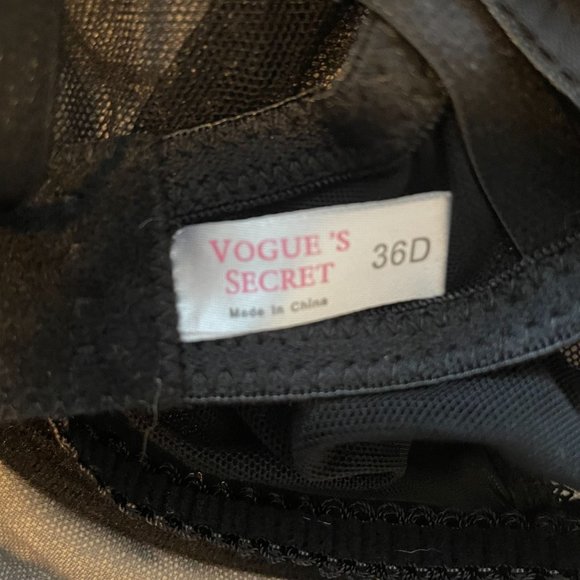 VOGUE 'S
SECRET
36D
Made In China